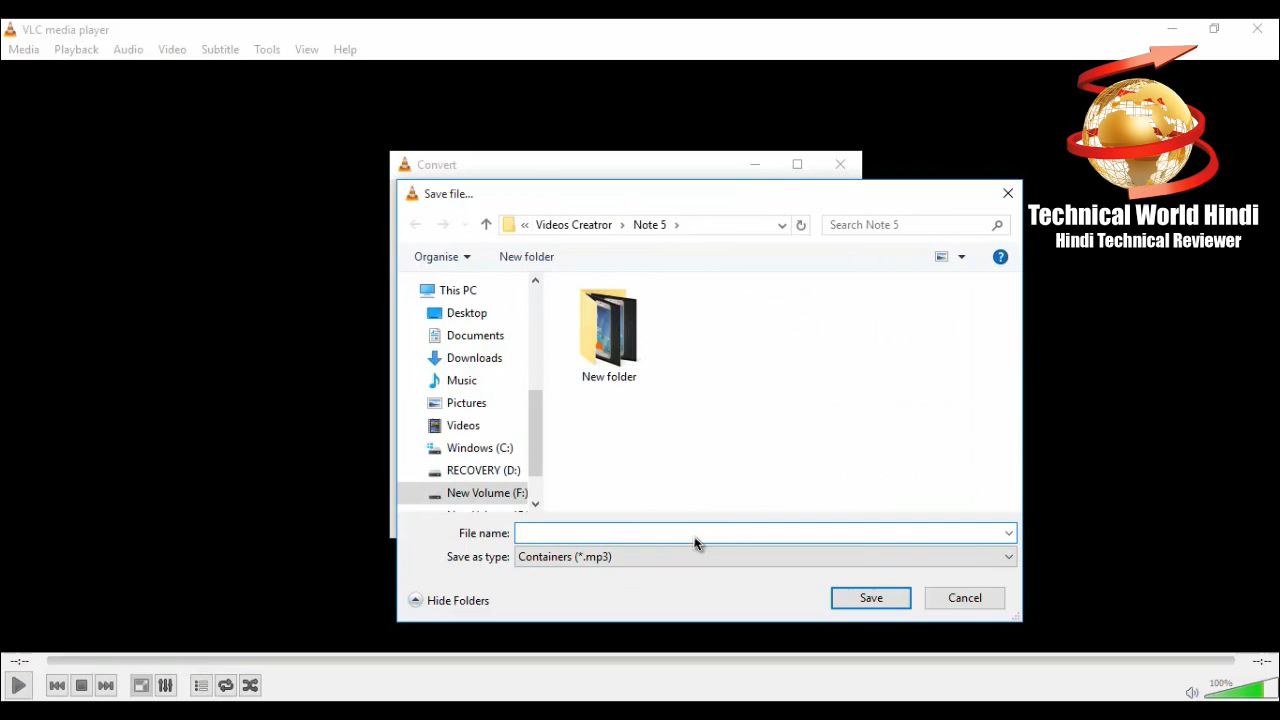 VLC media player
Media Playback Audio Video Subtitle Tools View Help
Technical World Hindi
Hindi Technical Reviewer
Convert
Save file...
« Videos Creatror > Note 5 >
Search Note 5
Organise
New folder
This PC
Desktop
Documents
Downloads
Music
Pictures
Videos
Windows (C:)
RECOVERY (D:)
New Volume (F:)
New folder
File name:
Save as type: Containers (*.mp3)
Hide Folders
Save
Cancel
--:--
--:--
100%